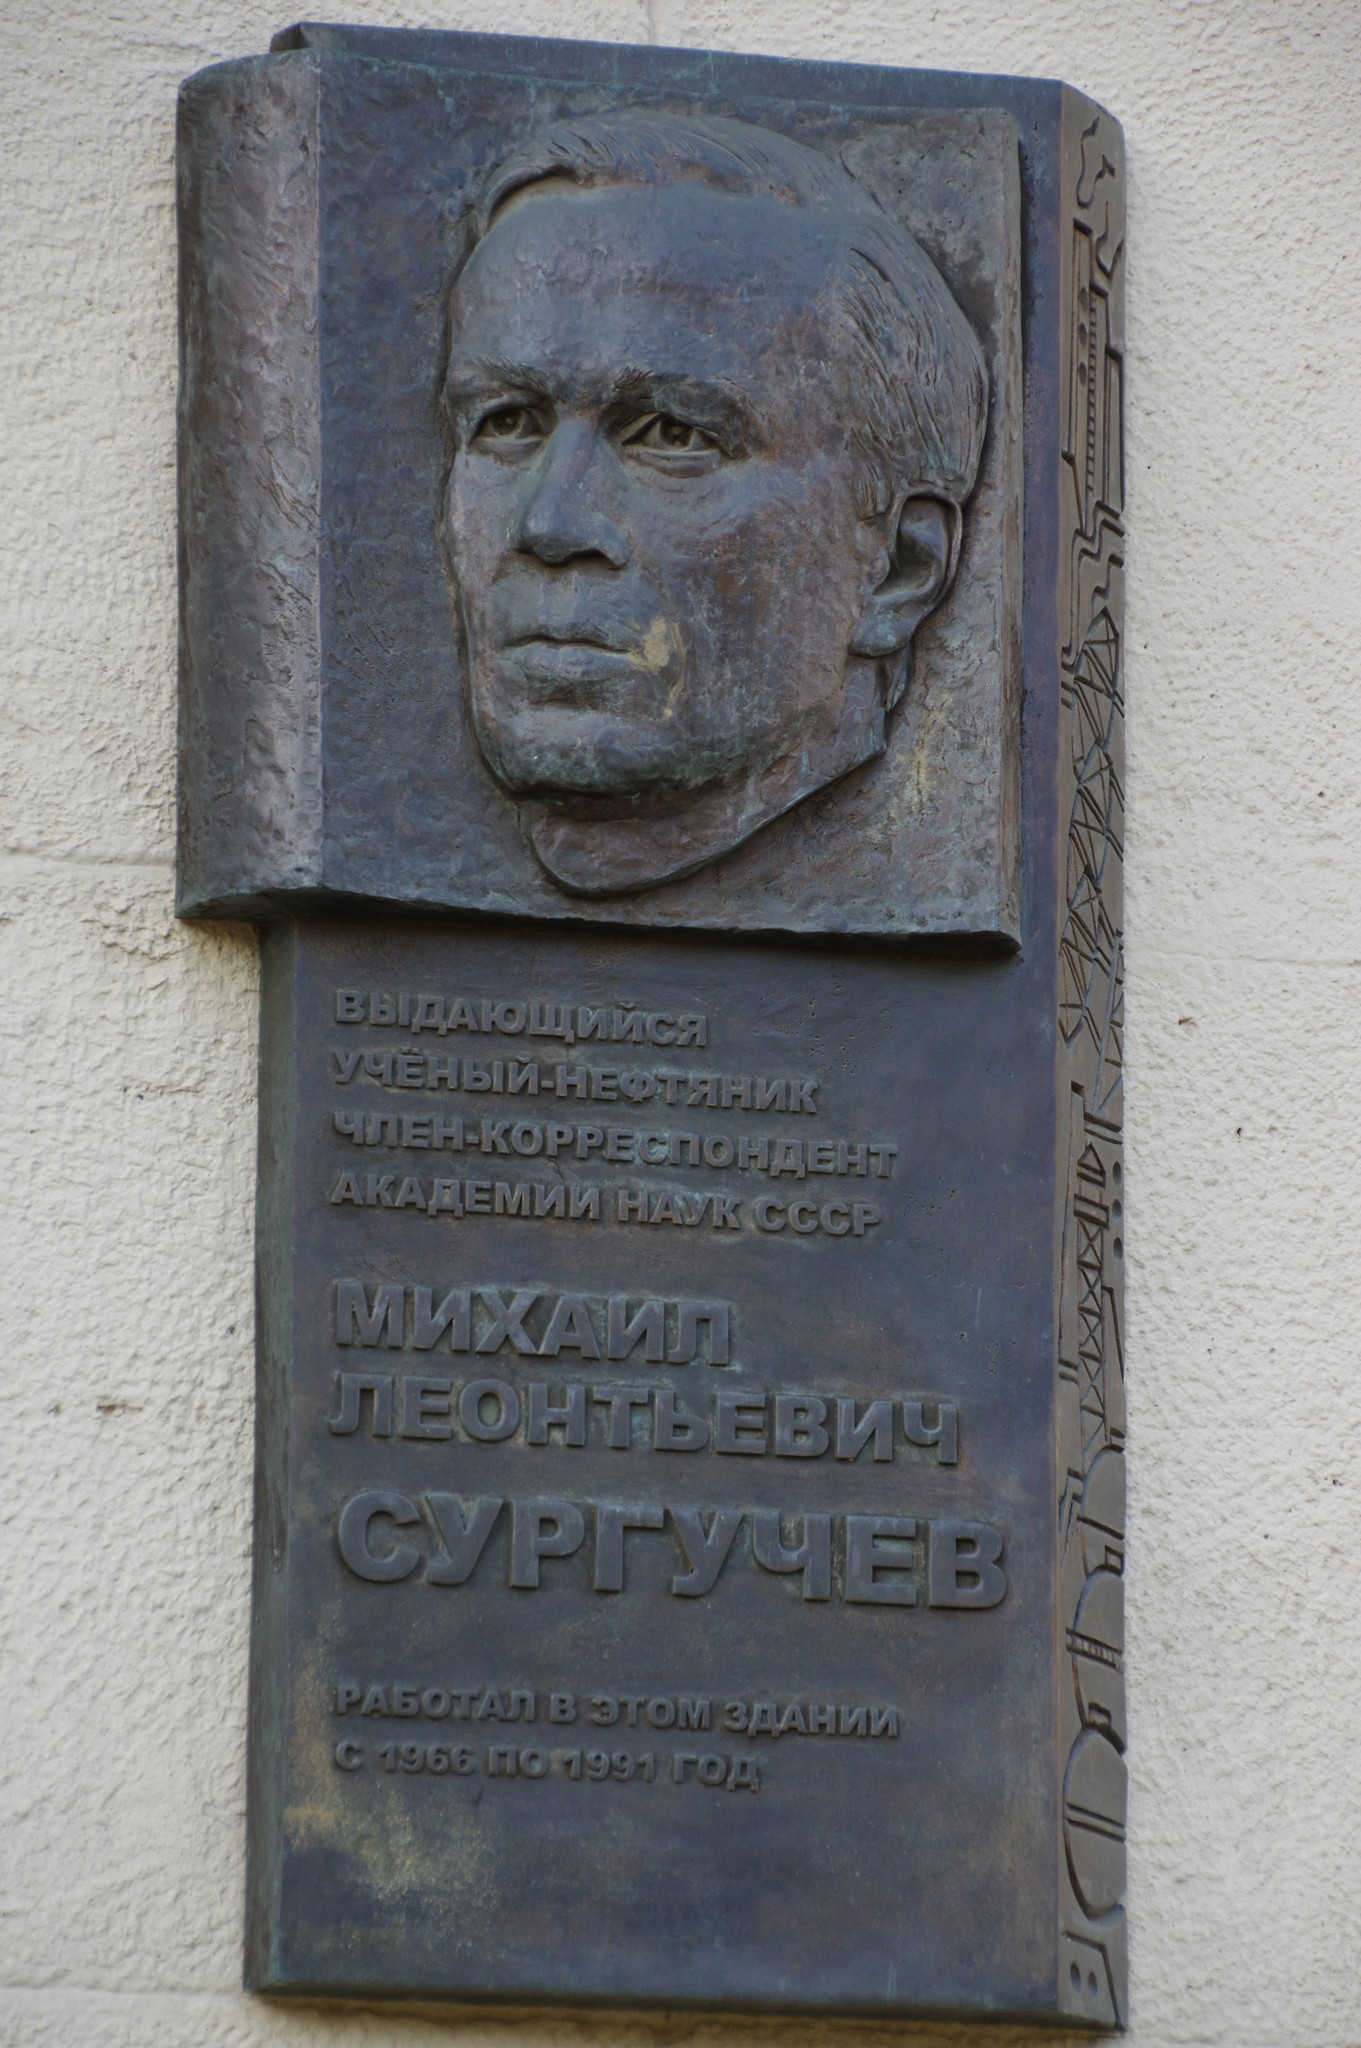 ВЫДАЮЩИЙСЯ
УЧЁНЫЙ-НЕФТЯНИК
ЧЛЕН-КОРРЕСПОНДЕНТ
АКАДЕМИИ НАУК СССР
МИХАИЛ
ЛЕОНТЬЕВИЧ
СУРГУЧЕВ
РАБОТАЛ В ЭТОМ ЗДАНИИ
С 1966 ПО 1991 ГОД